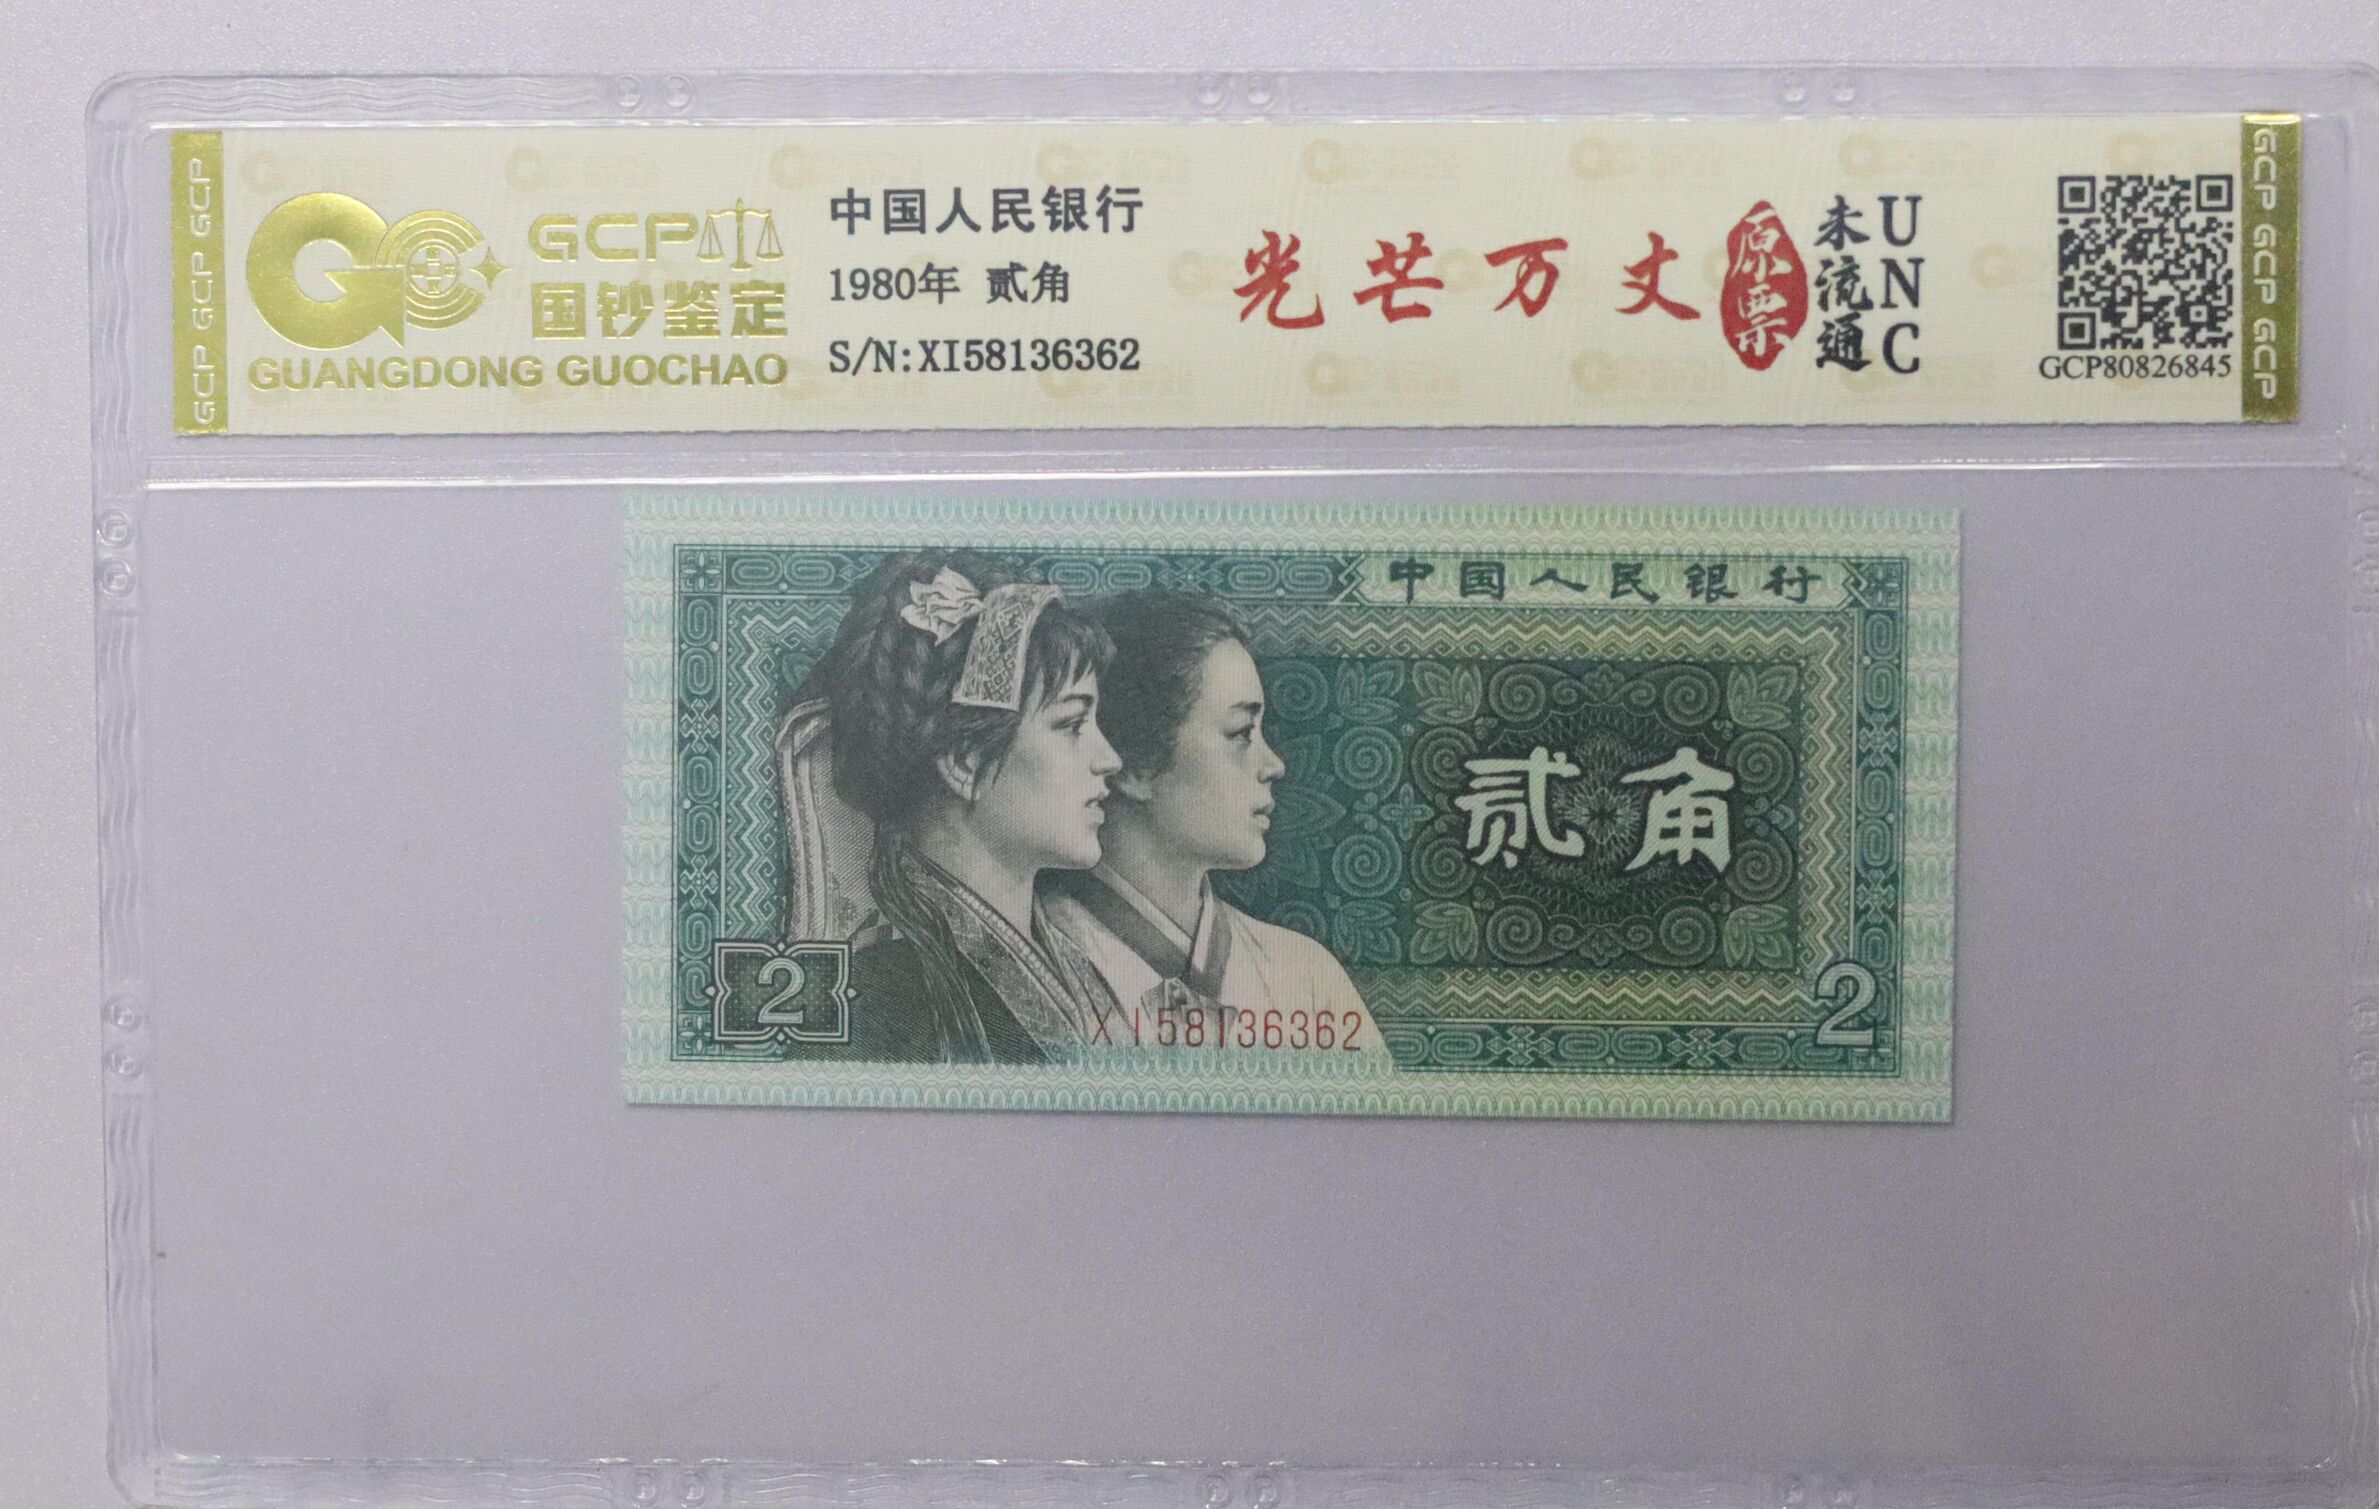 GCP GCP GCP
GCP
国钞鉴定
GUANGDONG GUOCHAO
中国人民银行
1980年 贰角
S/N:XI58136362
光芒万丈
原票
未流通
UNC
GCP80826845
GCP GCP GCP
中国人民银行
贰角
2
XI58136362
2